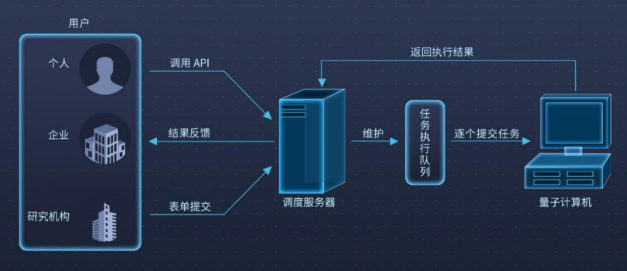 用户
个人
企业
研究机构
调用 API
结果反馈
表单提交
调度服务器
维护
任务执行队列
逐个提交任务
返回执行结果
量子计算机